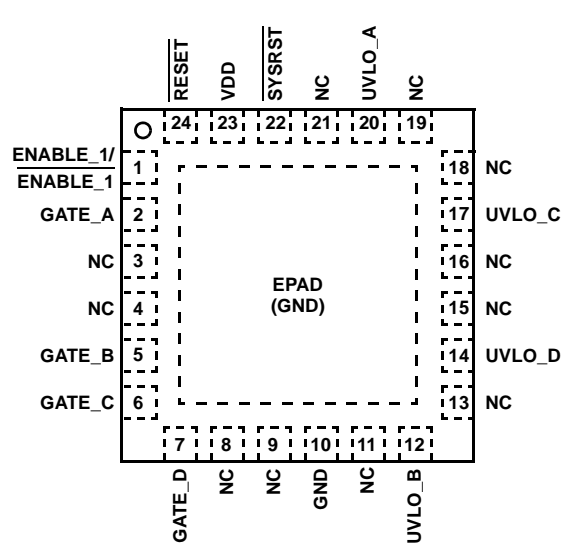 RESET
VDD
SYSRST
NC
UVLO_A
NC
24 23 22 21 20 19
ENABLE_1/
ENABLE_1
1
GATE_A 2
NC 3
NC 4
GATE_B 5
GATE_C 6
EPAD
(GND)
18 NC
17 UVLO_C
16 NC
15 NC
14 UVLO_D
13 NC
7 8 9 10 11 12
GATE_D
NC
NC
GND
NC
UVLO_B